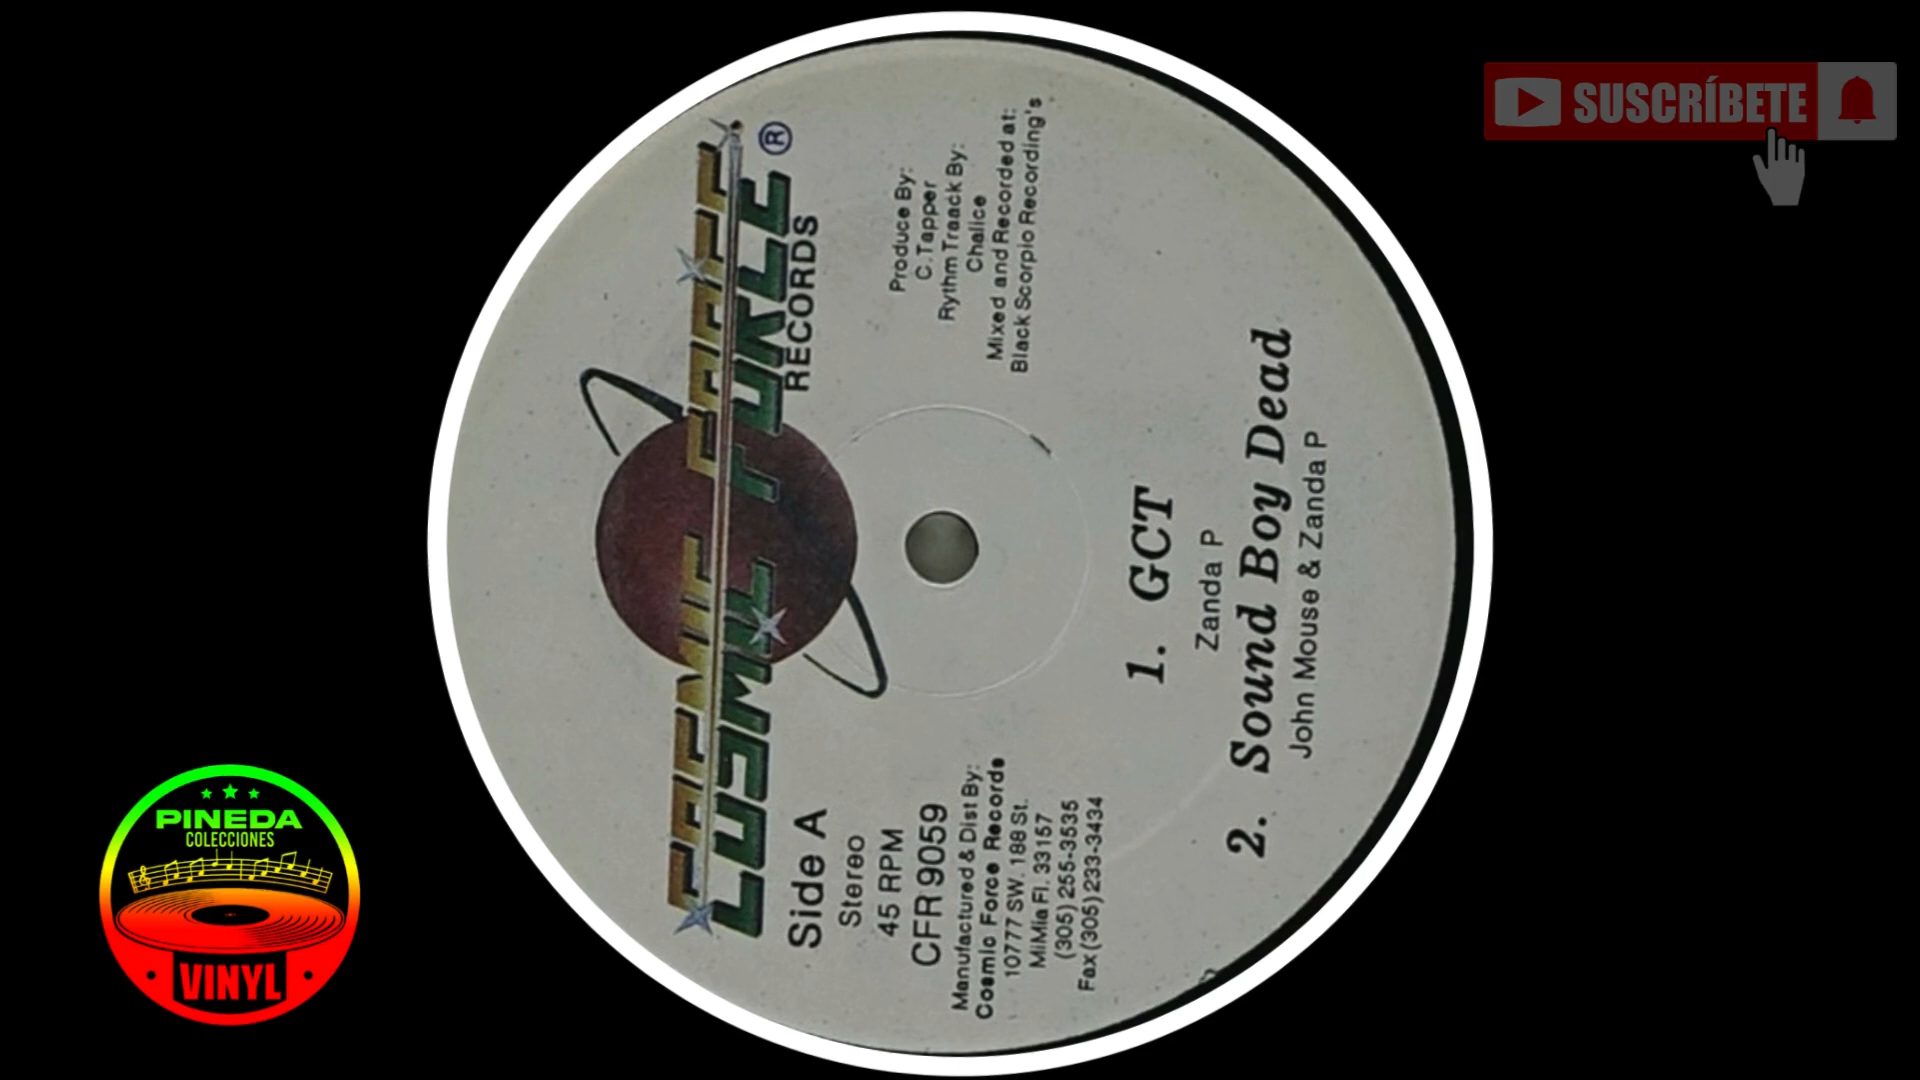 COSMIC FORCE ®
RECORDS
Side A
Stereo
45 RPM
CFR 9059
Manufactured & Dist By:
Cosmic Force Records
10777 SW. 188 St.
MiMia Fl. 33157
(305) 255-3535
Fax (305) 233-3434
Produce By:
C. Tapper
Rythm Traack By:
Chalice
Mixed and Recorded at:
Black Scorpio Recording's
1. GCT
Zanda P
2. Sound Boy Dead
John Mouse & Zanda P
SUSCRÍBETE
PINEDA
COLECCIONES
VINYL